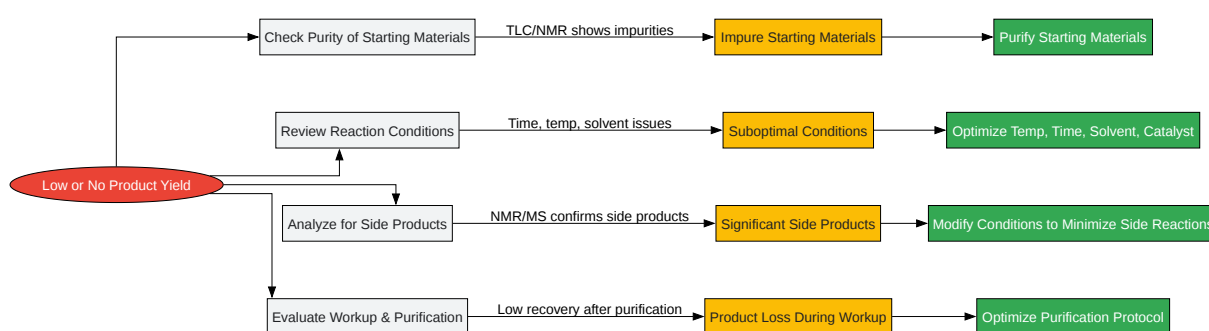 Check Purity of Starting Materials
TLC/NMR shows impurities
Impure Starting Materials
Purify Starting Materials
Review Reaction Conditions
Time, temp, solvent issues
Suboptimal Conditions
Optimize Temp, Time, Solvent, Catalyst
Low or No Product Yield
Analyze for Side Products
NMR/MS confirms side products
Significant Side Products
Modify Conditions to Minimize Side Reactions
Evaluate Workup & Purification
Low recovery after purification
Product Loss During Workup
Optimize Purification Protocol